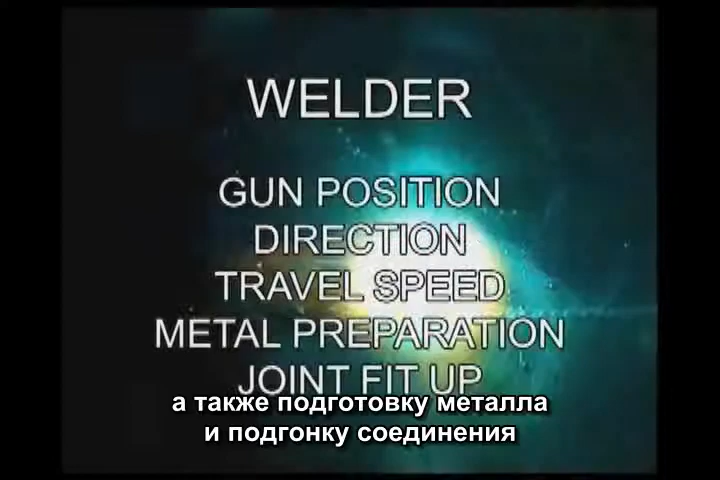 WELDER
GUN POSITION
DIRECTION
TRAVEL SPEED
METAL PREPARATION
JOINT FIT UP
а также подготовку металла
и подгонку соединения